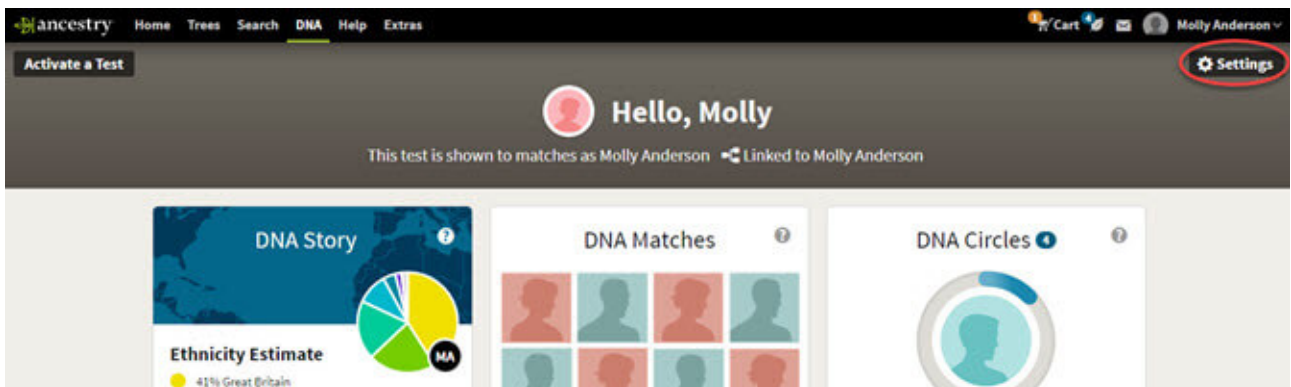 ancestry Home Trees Search DNA Help Extras 1 Cart 4 Molly Anderson
Activate a Test Settings
Hello, Molly
This test is shown to matches as Molly Anderson Linked to Molly Anderson
DNA Story ? DNA Matches ? DNA Circles 4 ?
MA
Ethnicity Estimate
41% Great Britain